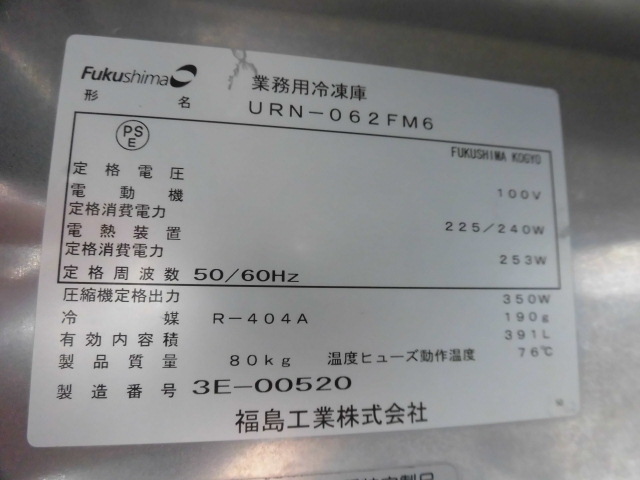 Fukushima
業務用冷凍庫
形名 URN-062FM6
PS E
FUKUSHIMA KOGYO
定格電圧 100V
電動機
定格消費電力 225/240W
電熱装置
定格消費電力 253W
定格周波数 50/60Hz
圧縮機定格出力 350W
冷媒 R-404A 190g
有効内容積 391L
製品質量 80kg 温度ヒューズ動作温度 76℃
製造番号 3E-00520
福島工業株式会社